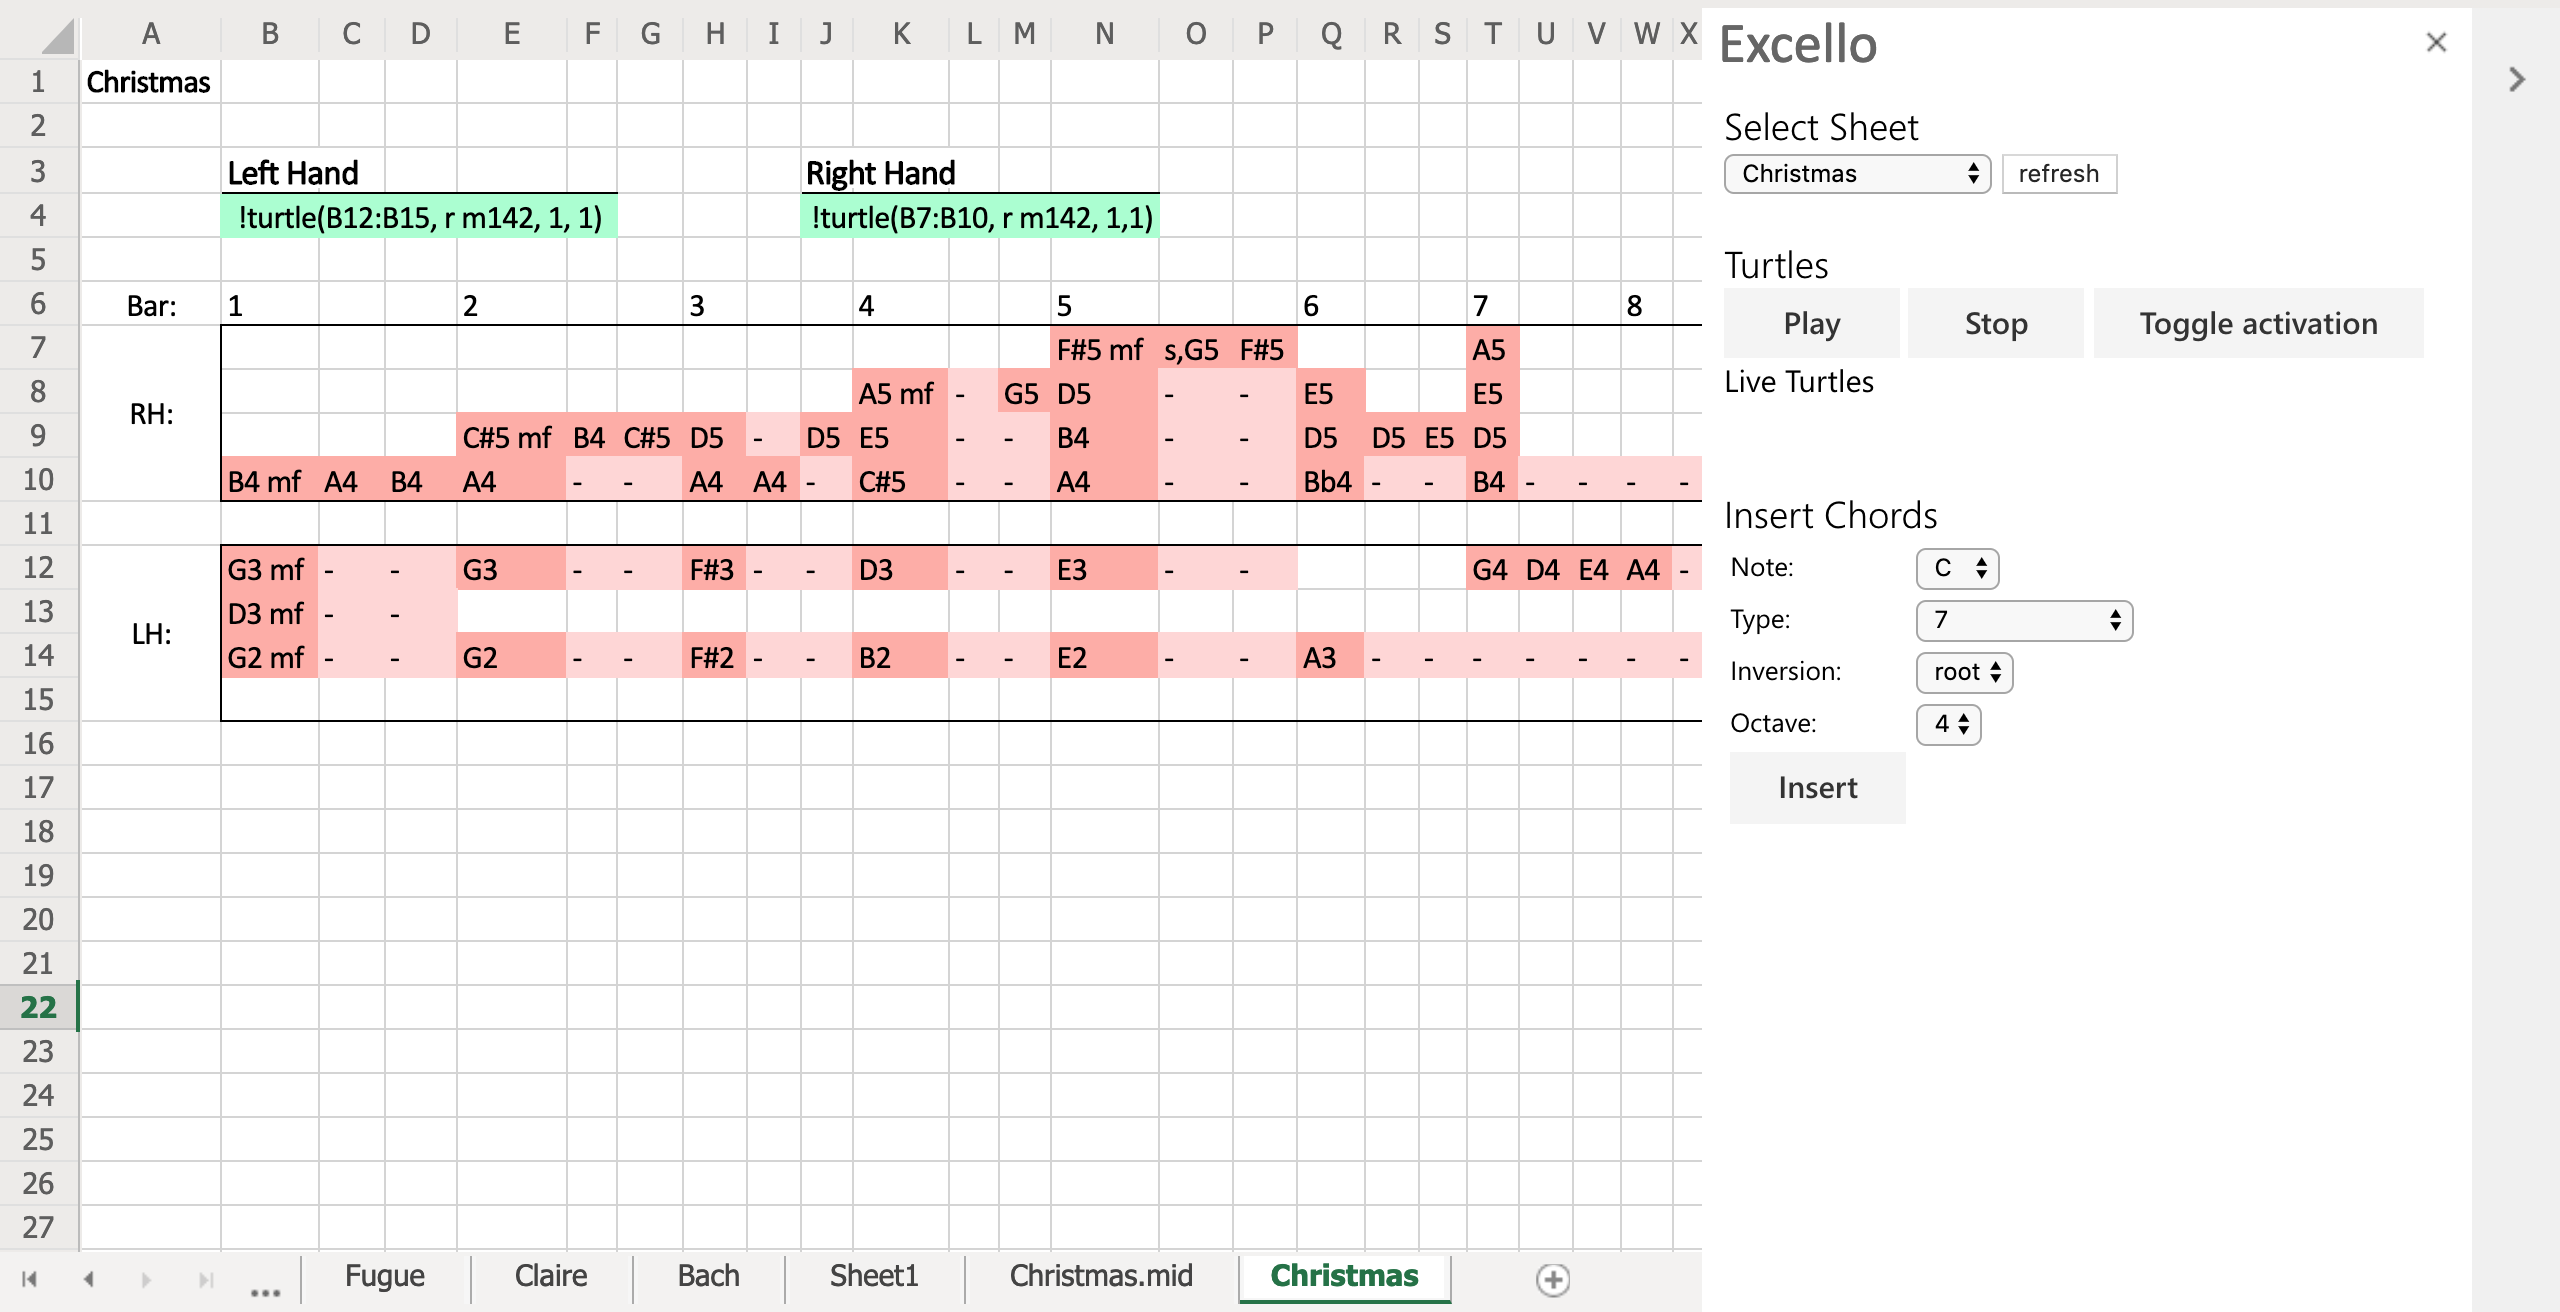 A B C D E F G H I J K L M N O P Q R S T U V W X
Excello
1 Christmas
2
3 Left Hand Right Hand
4 !turtle(B12:B15, r m142, 1, 1) !turtle(B7:B10, r m142, 1,1)
5
6 Bar: 1 2 3 4 5 6 7 8
7 F#5 mf s,G5 F#5 A5
8 A5 mf - G5 D5 - - E5 E5
RH:
9 C#5 mf B4 C#5 D5 - D5 E5 - - B4 - - D5 D5 E5 D5
10 B4 mf A4 B4 A4 - - A4 A4 - C#5 - - A4 - - Bb4 - - B4 - - - -
11
12 G3 mf - - G3 - - F#3 - - D3 - - E3 - - G4 D4 E4 A4 -
13 D3 mf - -
LH:
14 G2 mf - - G2 - - F#2 - - B2 - - E2 - - A3 - - - - - - -
15
16
17
18
19
20
21
22
23
24
25
26
27
Select Sheet
Christmas refresh
Turtles
Play Stop Toggle activation
Live Turtles
Insert Chords
Note: C
Type: 7
Inversion: root
Octave: 4
Insert
... Fugue Claire Bach Sheet1 Christmas.mid Christmas